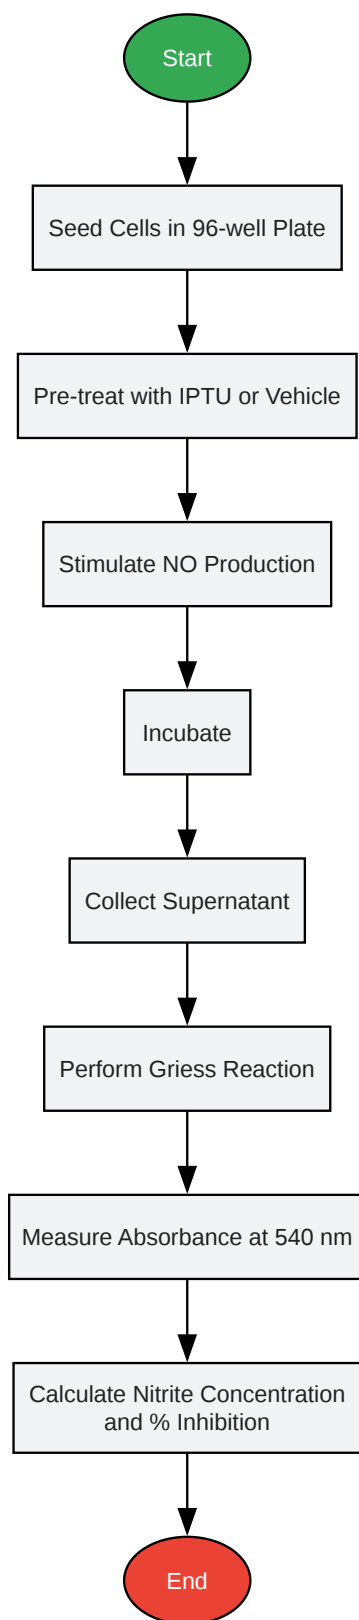 Start
Seed Cells in 96-well Plate
Pre-treat with IPTU or Vehicle
Stimulate NO Production
Incubate
Collect Supernatant
Perform Griess Reaction
Measure Absorbance at 540 nm
Calculate Nitrite Concentration
and % Inhibition
End